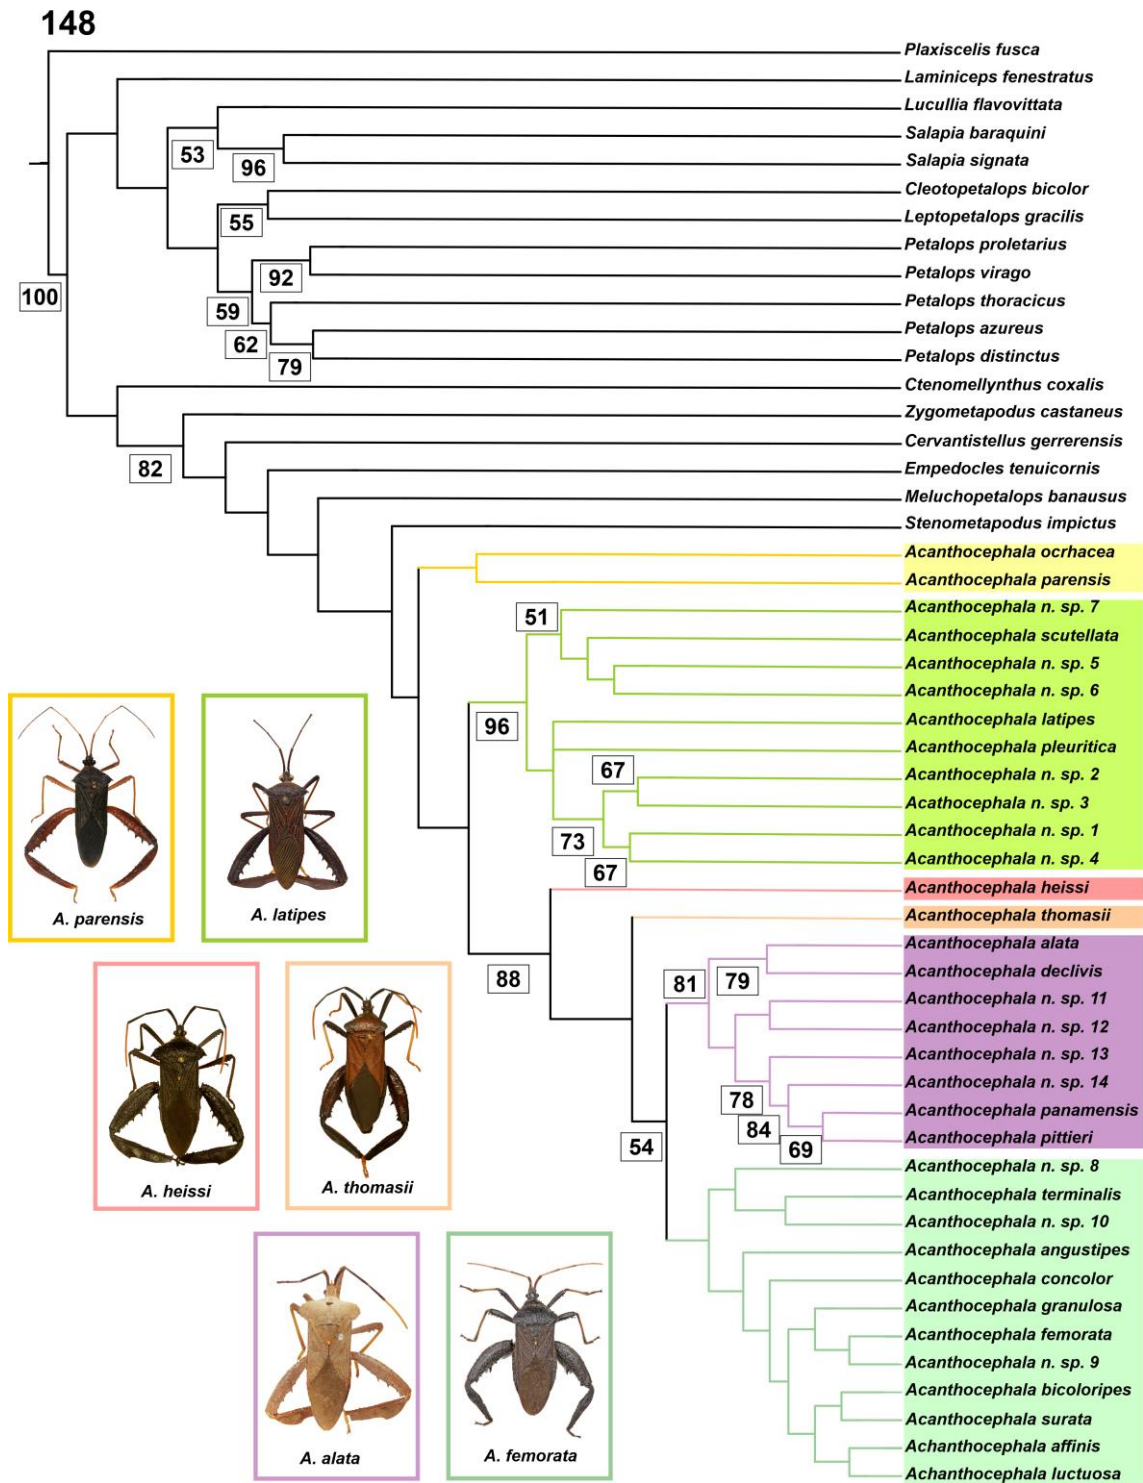 148
Plaxiscelis fusca
Laminiceps fenestratus
Lucullia flavovittata
53
Salapia baraquini
96
Salapia signata
Cleotopetalops bicolor
55
Leptopetalops gracilis
Petalops proletarius
92
Petalops virago
100
59
Petalops thoracicus
62
Petalops azureus
79
Petalops distinctus
Ctenomellynthus coxalis
Zygometapodus castaneus
82
Cervantistellus gerrerensis
Empedocles tenuicornis
Meluchopetalops banausus
Stenometapodus impictus
Acanthocephala ocrhacea
Acanthocephala parensis
51
Acanthocephala n. sp. 7
Acanthocephala scutellata
Acanthocephala n. sp. 5
Acanthocephala n. sp. 6
96
Acanthocephala latipes
Acanthocephala pleuritica
67
Acanthocephala n. sp. 2
Acathocephala n. sp. 3
73
Acanthocephala n. sp. 1
67
Acanthocephala n. sp. 4
Acanthocephala heissi
A. parensis
A. latipes
Acanthocephala thomasii
88
Acanthocephala alata
81
79
Acanthocephala declivis
Acanthocephala n. sp. 11
Acanthocephala n. sp. 12
Acanthocephala n. sp. 13
78
Acanthocephala n. sp. 14
84
Acanthocephala panamensis
54
69
Acanthocephala pittieri
Acanthocephala n. sp. 8
A. heissi
A. thomasii
Acanthocephala terminalis
Acanthocephala n. sp. 10
Acanthocephala angustipes
Acanthocephala concolor
Acanthocephala granulosa
Acanthocephala femorata
Acanthocephala n. sp. 9
Acanthocephala bicoloripes
Acanthocephala surata
Achanthocephala affinis
A. alata
A. femorata
Achanthocephala luctuosa